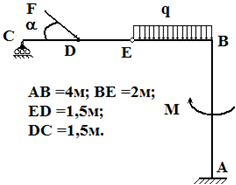 F
q
α
C
D
E
B
AB =4м; BE =2м;
ED =1,5м;
DC =1,5м.
M
A